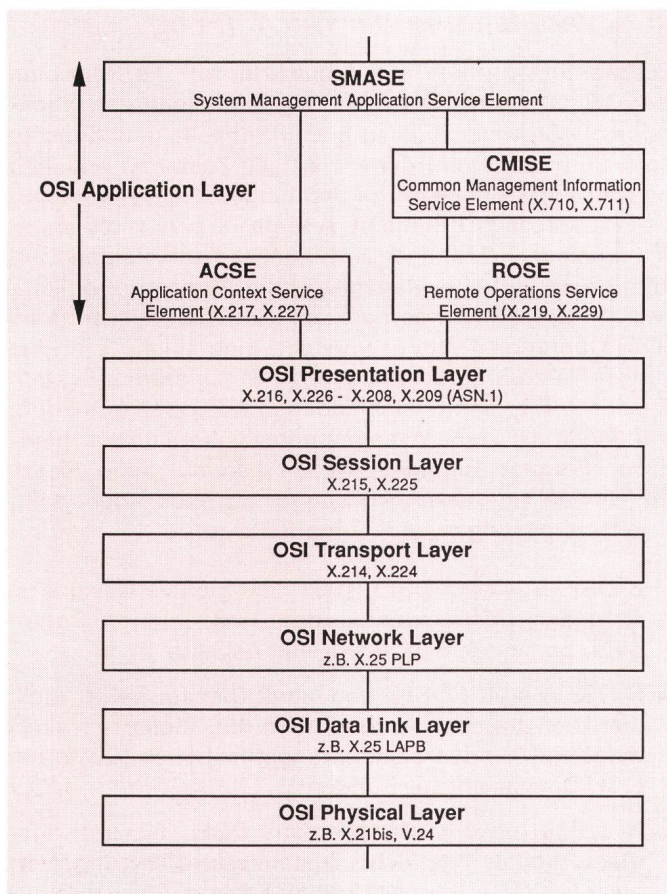 SMASE
System Management Application Service Element
CMISE
Common Management Information
Service Element (X.710, X.711)
OSI Application Layer
ACSE
Application Context Service
Element (X.217, X.227)
ROSE
Remote Operations Service
Element (X.219, X.229)
OSI Presentation Layer
X.216, X.226 - X.208, X.209 (ASN.1)
OSI Session Layer
X.215, X.225
OSI Transport Layer
X.214, X.224
OSI Network Layer
z.B. X.25 PLP
OSI Data Link Layer
z.B. X.25 LAPB
OSI Physical Layer
z.B. X.21bis, V.24